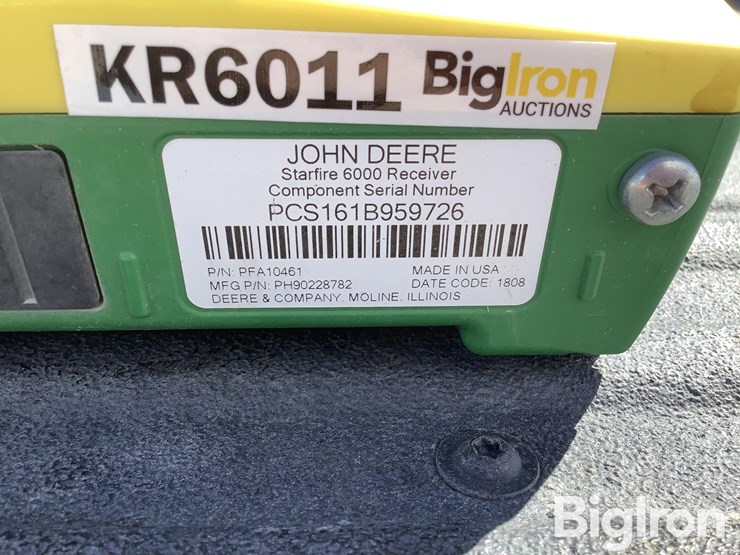 KR6011 BigIron
AUCTIONS
JOHN DEERE
Starfire 6000 Receiver
Component Serial Number
PCS161B959726
P/N: PFA10461 MADE IN USA
MFG P/N: PH90228782 DATE CODE: 1808
DEERE & COMPANY. MOLINE. ILLINOIS
BigIron